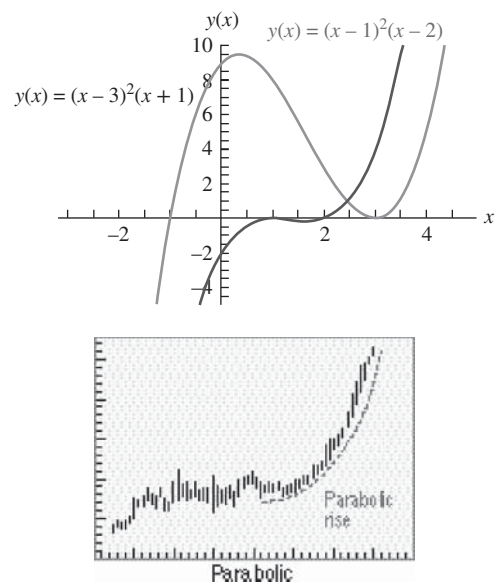 y(x)
y(x) = (x – 1)²(x – 2)
10
8
y(x) = (x – 3)²(x + 1)
6
4
2
–2
2
4
x
–2
–4
Parabolic
rise
Parabolic